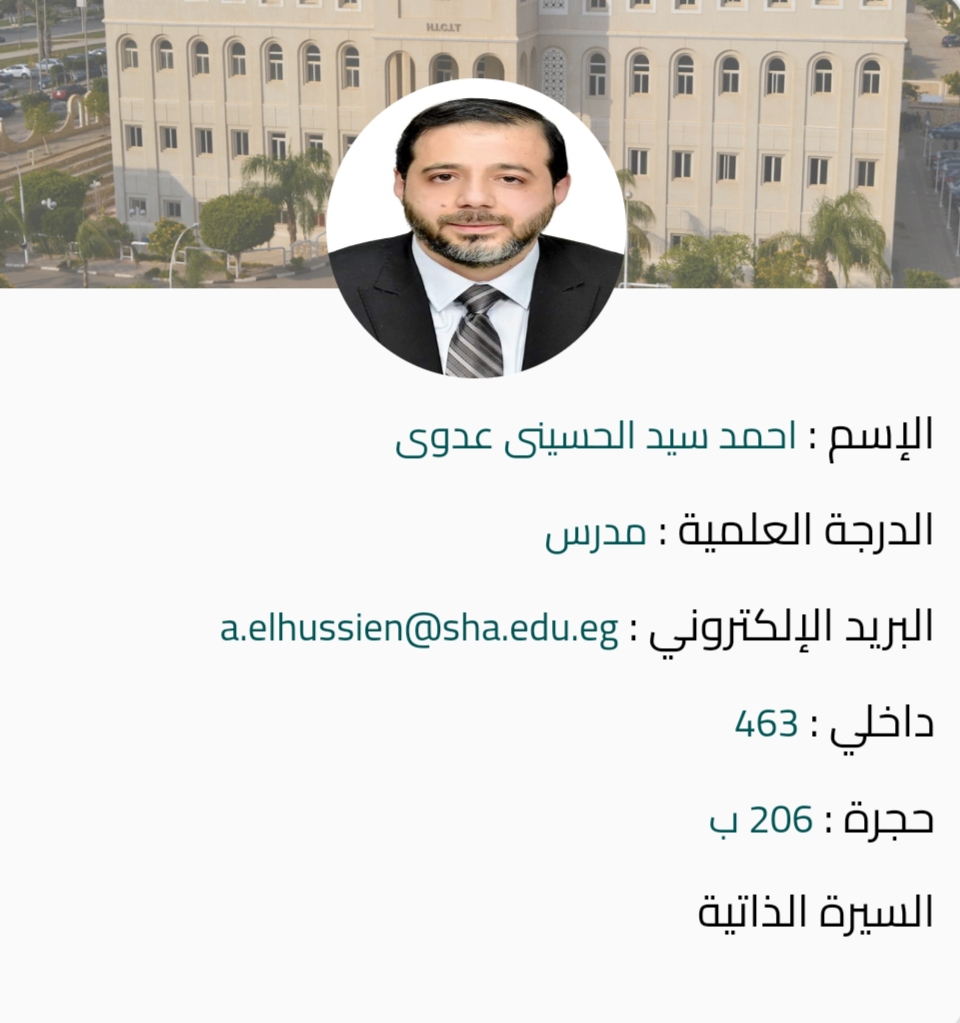 H.I.C.I.T
الإسم : احمد سيد الحسينى عدوى
الدرجة العلمية : مدرس
البريد الإلكتروني : a.elhussien@sha.edu.eg
داخلي : 463
حجرة : 206 ب
السيرة الذاتية